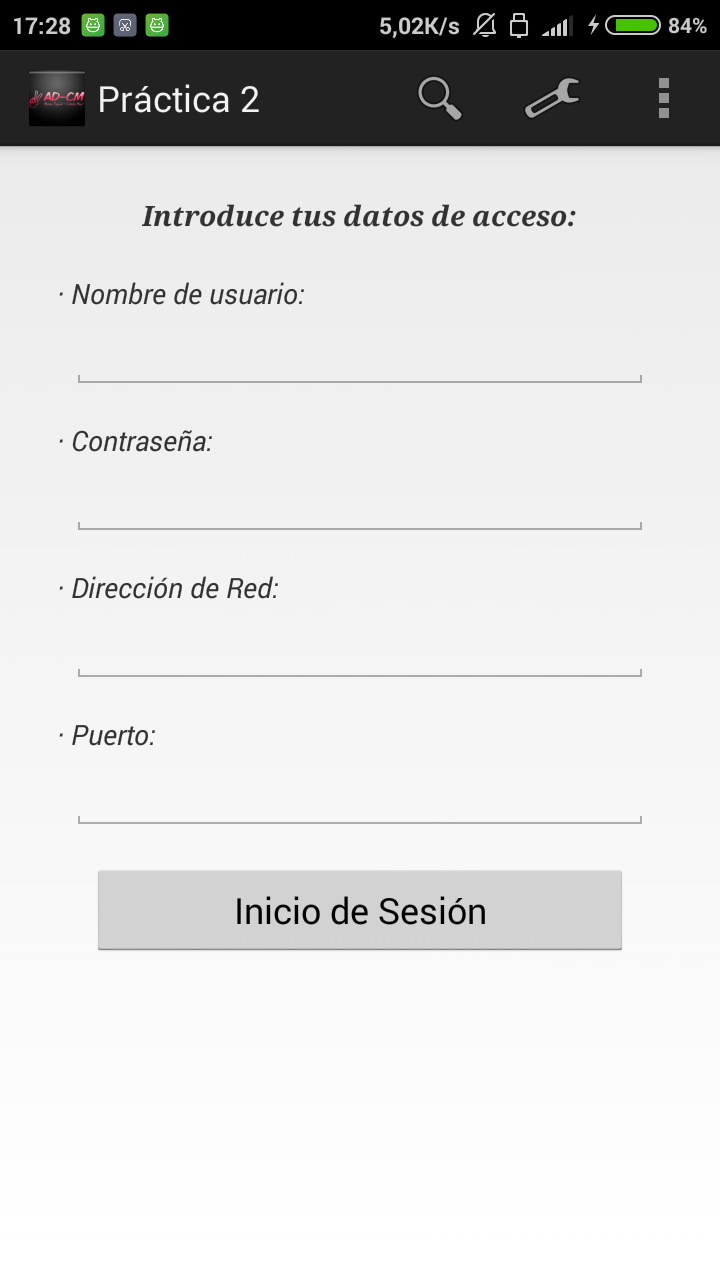 17:28 5,02K/s 84%
AD-CM Práctica 2
Introduce tus datos de acceso:
· Nombre de usuario:
· Contraseña:
· Dirección de Red:
· Puerto:
Inicio de Sesión